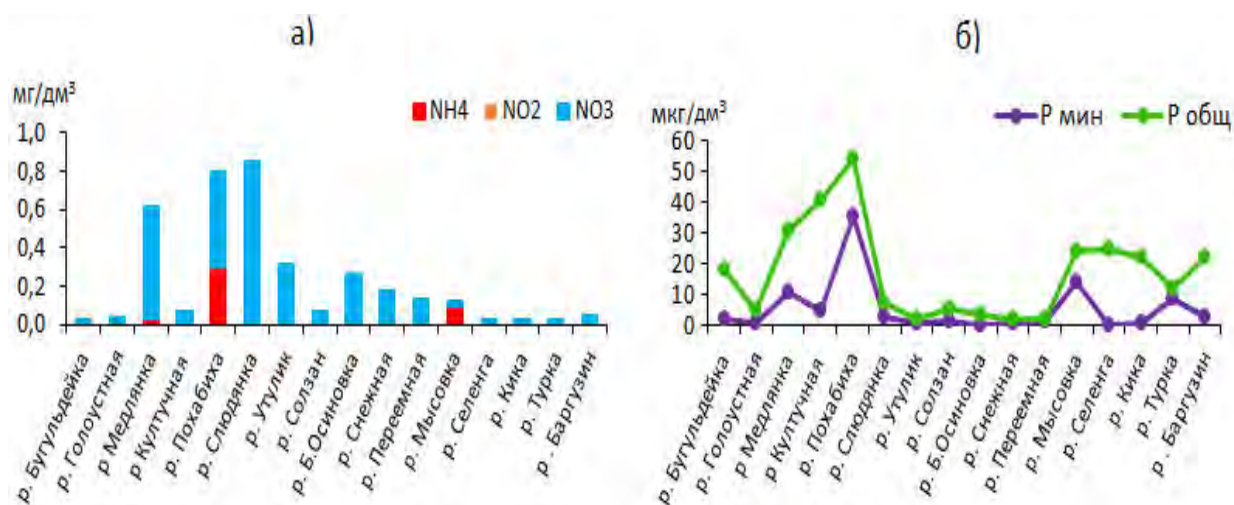 а)
мг/дм³
NH4 NO2 NO3
1,0
0,8
0,6
0,4
0,2
0,0
р. Бугульдейка
р. Голоустная
р Медлянка
р Култучная
р. Похабиха
р. Слюдянка
р. Утулик
р. Солзан
р. Б.Осиновка
р. Снежная
р. Переемная
р. Мысовка
р. Селенга
р. Кика
р. Турка
р. Баргузин
б)
мкг/дм³
Р мин Р общ
60
50
40
30
20
10
0
р. Бугульдейка
р. Голоустная
р Медлянка
р Култучная
р. Похабиха
р. Слюдянка
р. Утулик
р. Солзан
р. Б.Осиновка
р. Снежная
р. Переемная
р. Мысовка
р. Селенга
р. Кика
р. Турка
р. Баргузин